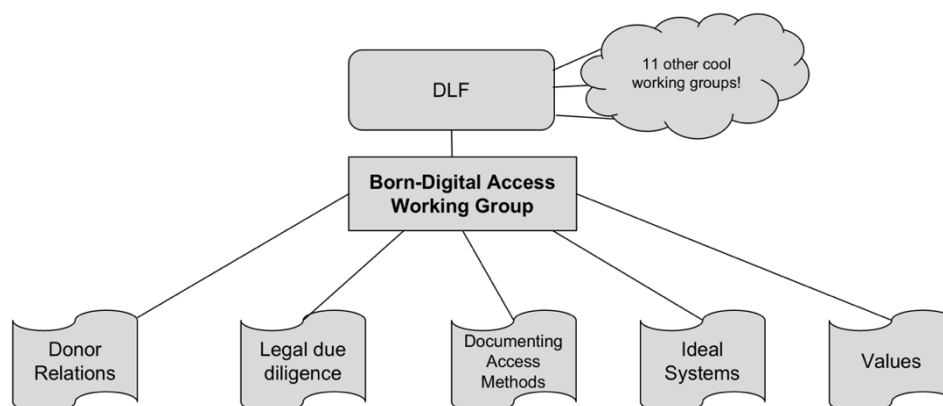 DLF
11 other cool
working groups!
Born-Digital Access
Working Group
Donor
Relations
Legal due
diligence
Documenting
Access
Methods
Ideal
Systems
Values